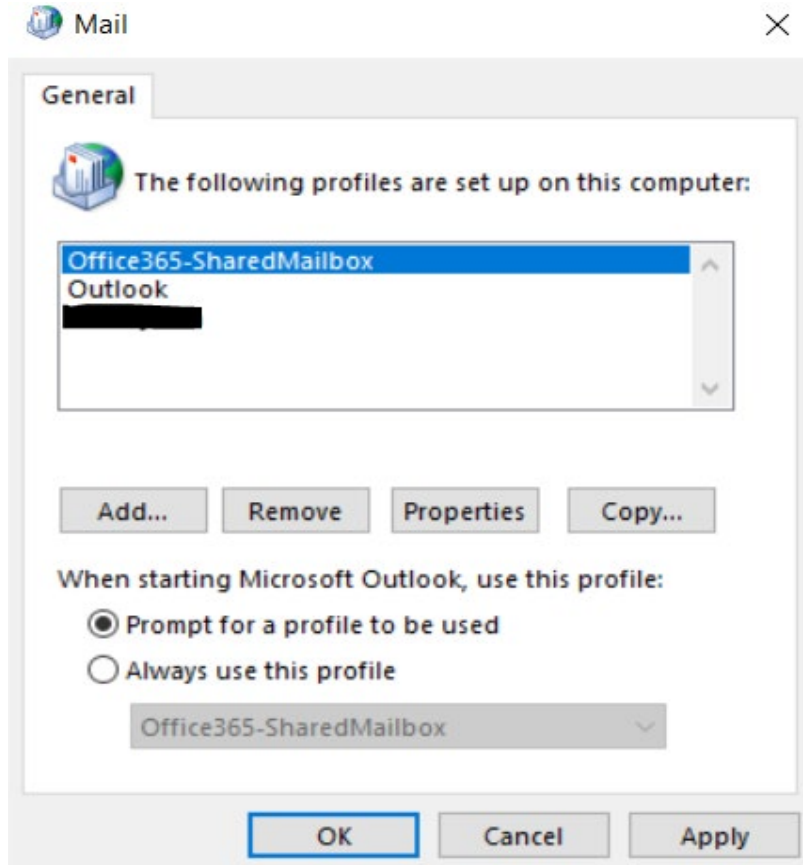 Mail
General
The following profiles are set up on this computer:
Office365-SharedMailbox
Outlook
Add... Remove Properties Copy...
When starting Microsoft Outlook, use this profile:
Prompt for a profile to be used
Always use this profile
Office365-SharedMailbox
OK Cancel Apply